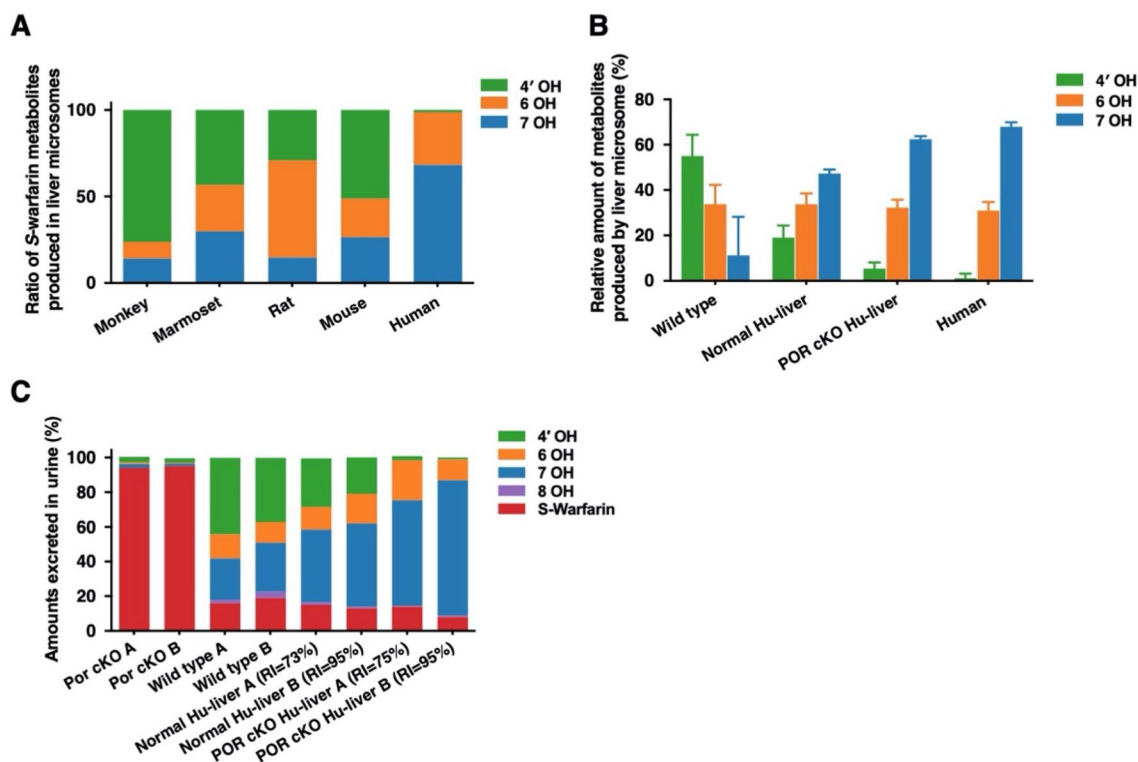 A
Ratio of S-warfarin metabolites
produced in liver microsomes
100
50
0
Monkey
Marmoset
Rat
Mouse
Human
4′ OH
6 OH
7 OH
B
Relative amount of metabolites
produced by liver microsome (%)
80
60
40
20
0
Wild type
Normal Hu-liver
POR cKO Hu-liver
Human
4′ OH
6 OH
7 OH
C
Amounts excreted in urine (%)
100
80
60
40
20
0
Por cKO A
Por cKO B
Wild type A
Wild type B
Normal Hu-liver A (RI=73%)
Normal Hu-liver B (RI=95%)
POR cKO Hu-liver A (RI=75%)
POR cKO Hu-liver B (RI=95%)
4′ OH
6 OH
7 OH
8 OH
S-Warfarin